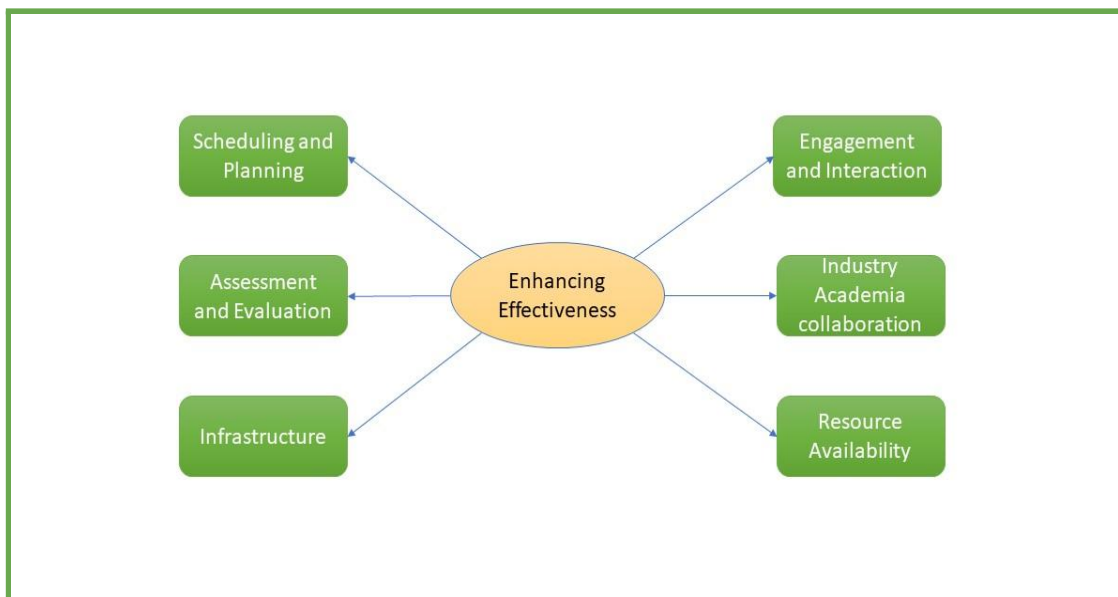 Scheduling and
Planning
Engagement
and Interaction
Assessment
and Evaluation
Enhancing
Effectiveness
Industry
Academia
collaboration
Infrastructure
Resource
Availability